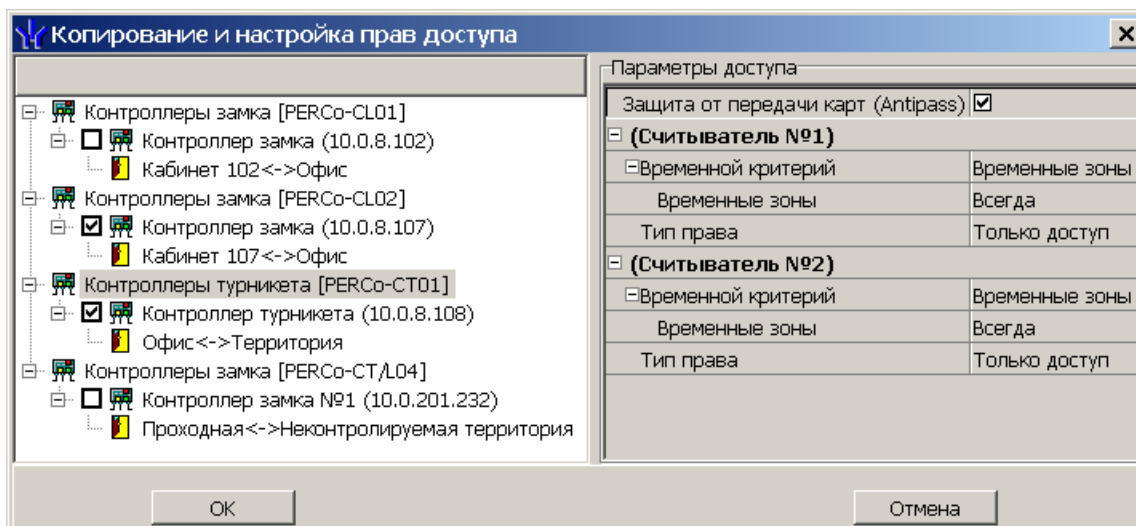 Копирование и настройка прав доступа
Контроллеры замка [PERCo-CL01]
Контроллер замка (10.0.8.102)
Кабинет 102<->Офис
Контроллеры замка [PERCo-CL02]
Контроллер замка (10.0.8.107)
Кабинет 107<->Офис
Контроллеры турникета [PERCo-CT01]
Контроллер турникета (10.0.8.108)
Офис<->Территория
Контроллеры замка [PERCo-CT/L04]
Контроллер замка №1 (10.0.201.232)
Проходная<->Неконтролируемая территория
Параметры доступа
Защита от передачи карт (Antipass)
(Считыватель №1)
Временной критерий Временные зоны
Временные зоны Всегда
Тип права Только доступ
(Считыватель №2)
Временной критерий Временные зоны
Временные зоны Всегда
Тип права Только доступ
OK Отмена